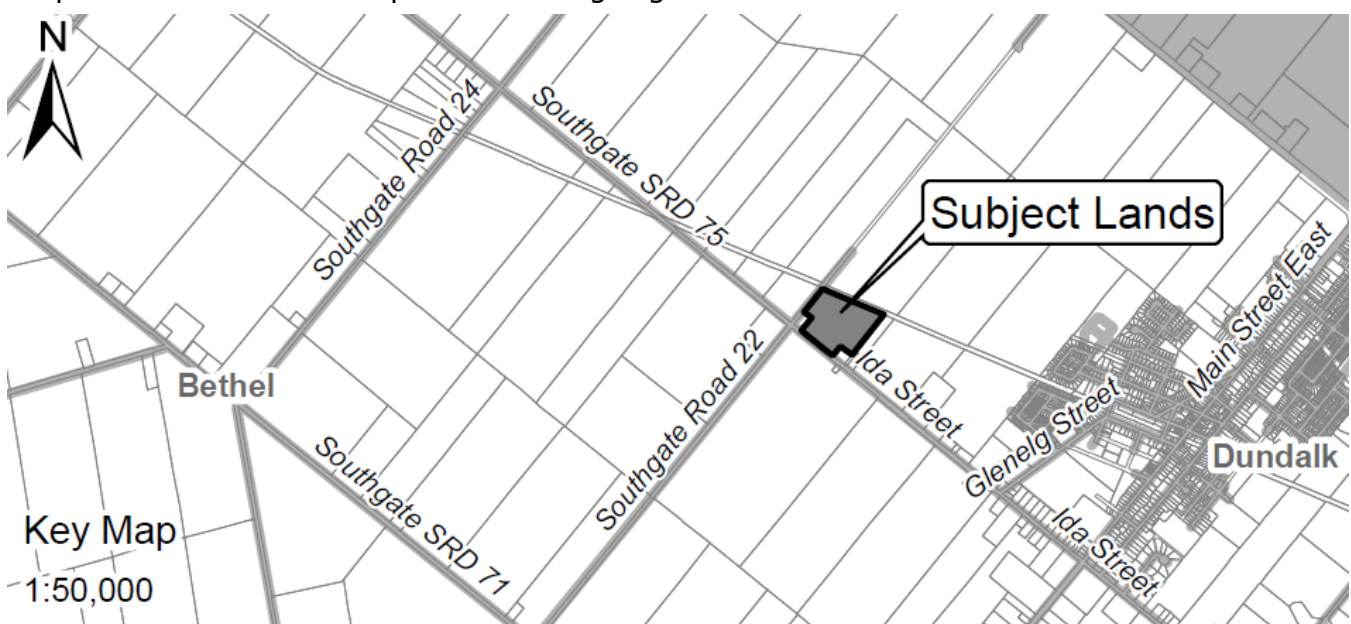 N
Southgate Road 24
Southgate SRD 75
Subject Lands
Main Street East
Southgate Road 22
Ida Street
Bethel
Glenelg Street
Dundalk
Southgate SRD 71
Ida Street
Key Map
1:50,000